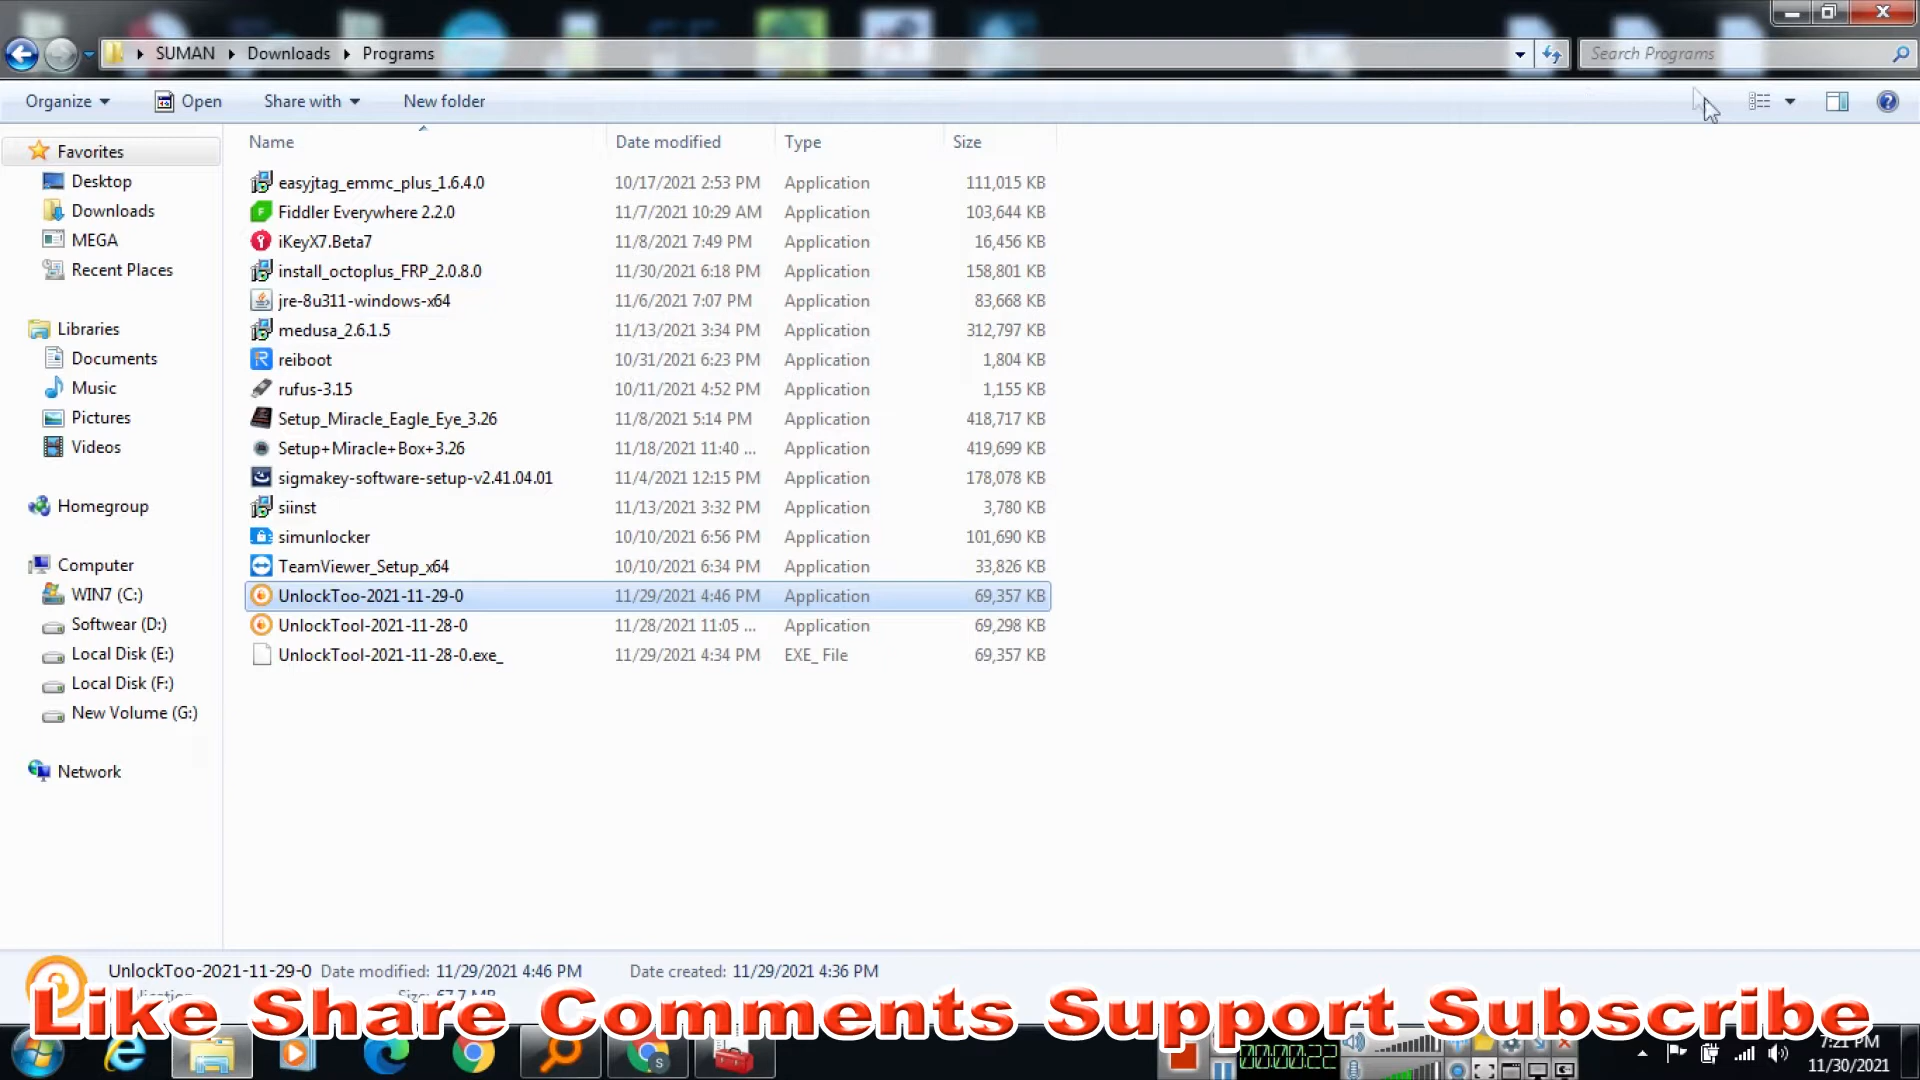 SUMAN Downloads Programs
Search Programs
Organize Open Share with New folder
Name Date modified Type Size
Favorites
Desktop
Downloads
MEGA
Recent Places
Libraries
Documents
Music
Pictures
Videos
Homegroup
Computer
WIN7 (C:)
Softwear (D:)
Local Disk (E:)
Local Disk (F:)
New Volume (G:)
Network
easyjtag_emmc_plus_1.6.4.0 10/17/2021 2:53 PM Application 111,015 KB
Fiddler Everywhere 2.2.0 11/7/2021 10:29 AM Application 103,644 KB
iKeyX7.Beta7 11/8/2021 7:49 PM Application 16,456 KB
install_octoplus_FRP_2.0.8.0 11/30/2021 6:18 PM Application 158,801 KB
jre-8u311-windows-x64 11/6/2021 7:07 PM Application 83,668 KB
medusa_2.6.1.5 11/13/2021 3:34 PM Application 312,797 KB
reiboot 10/31/2021 6:23 PM Application 1,804 KB
rufus-3.15 10/11/2021 4:52 PM Application 1,155 KB
Setup_Miracle_Eagle_Eye_3.26 11/8/2021 5:14 PM Application 418,717 KB
Setup+Miracle+Box+3.26 11/18/2021 11:40 ... Application 419,699 KB
sigmakey-software-setup-v2.41.04.01 11/4/2021 12:15 PM Application 178,078 KB
siinst 11/13/2021 3:32 PM Application 3,780 KB
simunlocker 10/10/2021 6:56 PM Application 101,690 KB
TeamViewer_Setup_x64 10/10/2021 6:34 PM Application 33,826 KB
UnlockToo-2021-11-29-0 11/29/2021 4:46 PM Application 69,357 KB
UnlockTool-2021-11-28-0 11/28/2021 11:05 ... Application 69,298 KB
UnlockTool-2021-11-28-0.exe_ 11/29/2021 4:34 PM EXE_ File 69,357 KB
UnlockToo-2021-11-29-0 Date modified: 11/29/2021 4:46 PM Date created: 11/29/2021 4:36 PM
Size: 67.7 MB
Like Share Comments Support Subscribe
00:00:22
7:21 PM
11/30/2021